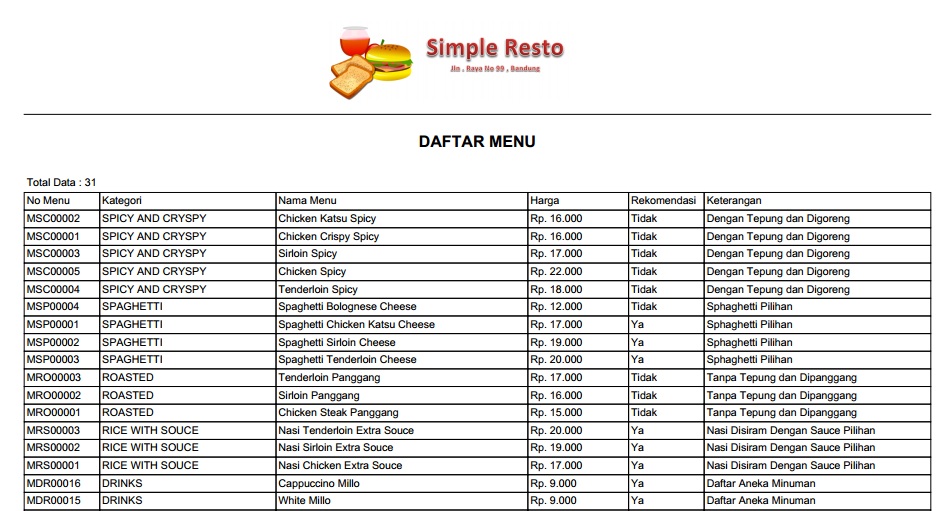 Simple Resto
Jln . Raya No 99 , Bandung
DAFTAR MENU
Total Data : 31
No Menu Kategori Nama Menu Harga Rekomendasi Keterangan
MSC00002 SPICY AND CRYSPY Chicken Katsu Spicy Rp. 16.000 Tidak Dengan Tepung dan Digoreng
MSC00001 SPICY AND CRYSPY Chicken Crispy Spicy Rp. 16.000 Tidak Dengan Tepung dan Digoreng
MSC00003 SPICY AND CRYSPY Sirloin Spicy Rp. 17.000 Tidak Dengan Tepung dan Digoreng
MSC00005 SPICY AND CRYSPY Chicken Spicy Rp. 22.000 Tidak Dengan Tepung dan Digoreng
MSC00004 SPICY AND CRYSPY Tenderloin Spicy Rp. 18.000 Tidak Dengan Tepung dan Digoreng
MSP00004 SPAGHETTI Spaghetti Bolognese Cheese Rp. 12.000 Tidak Sphaghetti Pilihan
MSP00001 SPAGHETTI Spaghetti Chicken Katsu Cheese Rp. 17.000 Ya Sphaghetti Pilihan
MSP00002 SPAGHETTI Spaghetti Sirloin Cheese Rp. 19.000 Ya Sphaghetti Pilihan
MSP00003 SPAGHETTI Spaghetti Tenderloin Cheese Rp. 20.000 Ya Sphaghetti Pilihan
MRO00003 ROASTED Tenderloin Panggang Rp. 17.000 Tidak Tanpa Tepung dan Dipanggang
MRO00002 ROASTED Sirloin Panggang Rp. 16.000 Tidak Tanpa Tepung dan Dipanggang
MRO00001 ROASTED Chicken Steak Panggang Rp. 15.000 Tidak Tanpa Tepung dan Dipanggang
MRS00003 RICE WITH SOUCE Nasi Tenderloin Extra Souce Rp. 20.000 Ya Nasi Disiram Dengan Sauce Pilihan
MRS00002 RICE WITH SOUCE Nasi Sirloin Extra Souce Rp. 19.000 Ya Nasi Disiram Dengan Sauce Pilihan
MRS00001 RICE WITH SOUCE Nasi Chicken Extra Souce Rp. 17.000 Ya Nasi Disiram Dengan Sauce Pilihan
MDR00016 DRINKS Cappuccino Millo Rp. 9.000 Ya Daftar Aneka Minuman
MDR00015 DRINKS White Millo Rp. 9.000 Ya Daftar Aneka Minuman